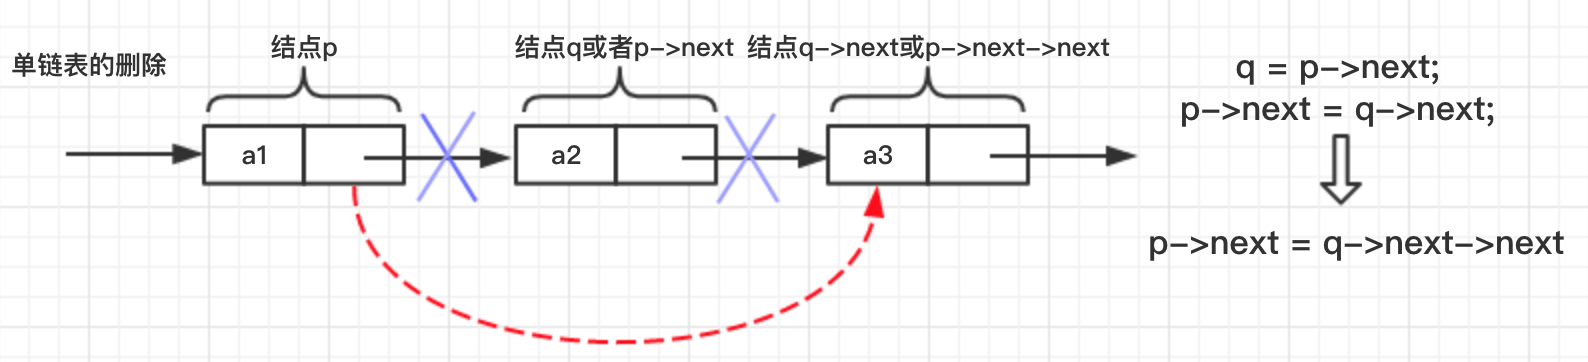 单链表的删除
结点p
结点q或者p->next
结点q->next或p->next->next
a1
a2
a3
q = p->next;
p->next = q->next;
p->next = q->next->next